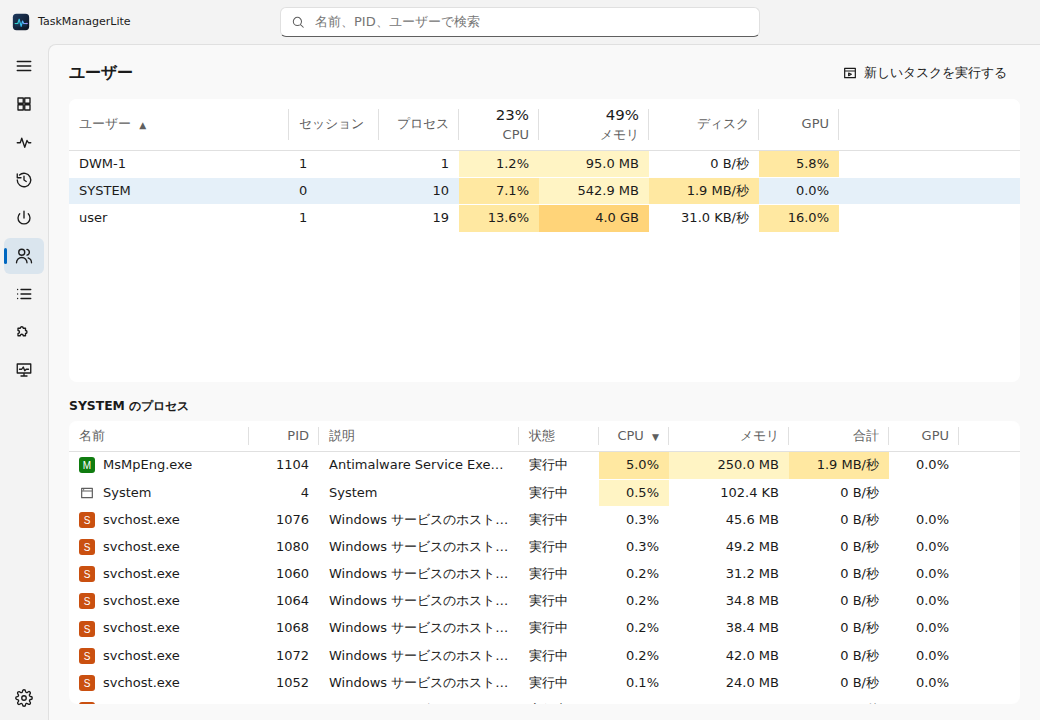 TaskManagerLite
名前、PID、ユーザーで検索
ユーザー
新しいタスクを実行する
ユーザー ▲ セッション プロセス 23% CPU 49% メモリ ディスク GPU
DWM-1 1 1 1.2% 95.0 MB 0 B/秒 5.8%
SYSTEM 0 10 7.1% 542.9 MB 1.9 MB/秒 0.0%
user 1 19 13.6% 4.0 GB 31.0 KB/秒 16.0%
SYSTEM のプロセス
名前 PID 説明 状態 CPU ▼ メモリ 合計 GPU
M MsMpEng.exe 1104 Antimalware Service Exe… 実行中 5.0% 250.0 MB 1.9 MB/秒 0.0%
System 4 System 実行中 0.5% 102.4 KB 0 B/秒
S svchost.exe 1076 Windows サービスのホスト… 実行中 0.3% 45.6 MB 0 B/秒 0.0%
S svchost.exe 1080 Windows サービスのホスト… 実行中 0.3% 49.2 MB 0 B/秒 0.0%
S svchost.exe 1060 Windows サービスのホスト… 実行中 0.2% 31.2 MB 0 B/秒 0.0%
S svchost.exe 1064 Windows サービスのホスト… 実行中 0.2% 34.8 MB 0 B/秒 0.0%
S svchost.exe 1068 Windows サービスのホスト… 実行中 0.2% 38.4 MB 0 B/秒 0.0%
S svchost.exe 1072 Windows サービスのホスト… 実行中 0.2% 42.0 MB 0 B/秒 0.0%
S svchost.exe 1052 Windows サービスのホスト… 実行中 0.1% 24.0 MB 0 B/秒 0.0%